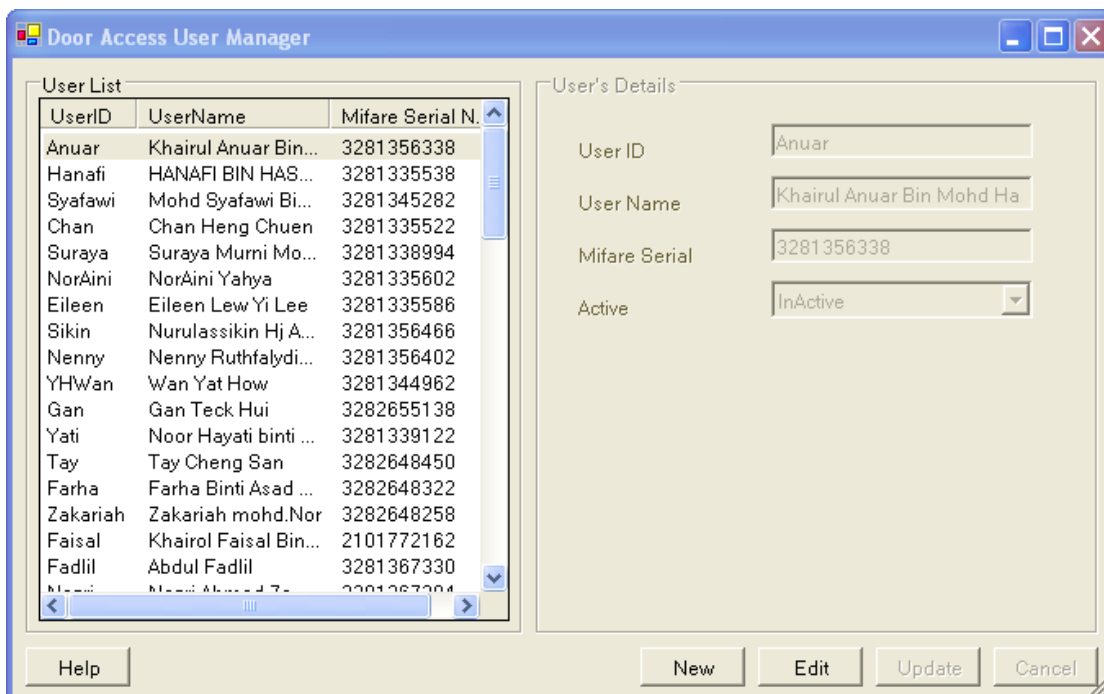 Door Access User Manager
User List
UserID UserName Mifare Serial N.
Anuar Khairul Anuar Bin... 3281356338
Hanafi HANAFI BIN HAS... 3281335538
Syafawi Mohd Syafawi Bi... 3281345282
Chan Chan Heng Chuen 3281335522
Suraya Suraya Murni Mo... 3281338994
NorAini NorAini Yahya 3281335602
Eileen Eileen Lew Yi Lee 3281335586
Sikin Nurulassikin Hj A... 3281356466
Nenny Nenny Ruthfalydi... 3281356402
YHWan Wan Yat How 3281344962
Gan Gan Teck Hui 3282655138
Yati Noor Hayati binti ... 3281339122
Tay Tay Cheng San 3282648450
Farha Farha Binti Asad ... 3282648322
Zakariah Zakariah mohd.Nor 3282648258
Faisal Khairol Faisal Bin... 2101772162
Fadlil Abdul Fadlil 3281367330
User's Details
User ID Anuar
User Name Khairul Anuar Bin Mohd Ha
Mifare Serial 3281356338
Active InActive
Help New Edit Update Cancel